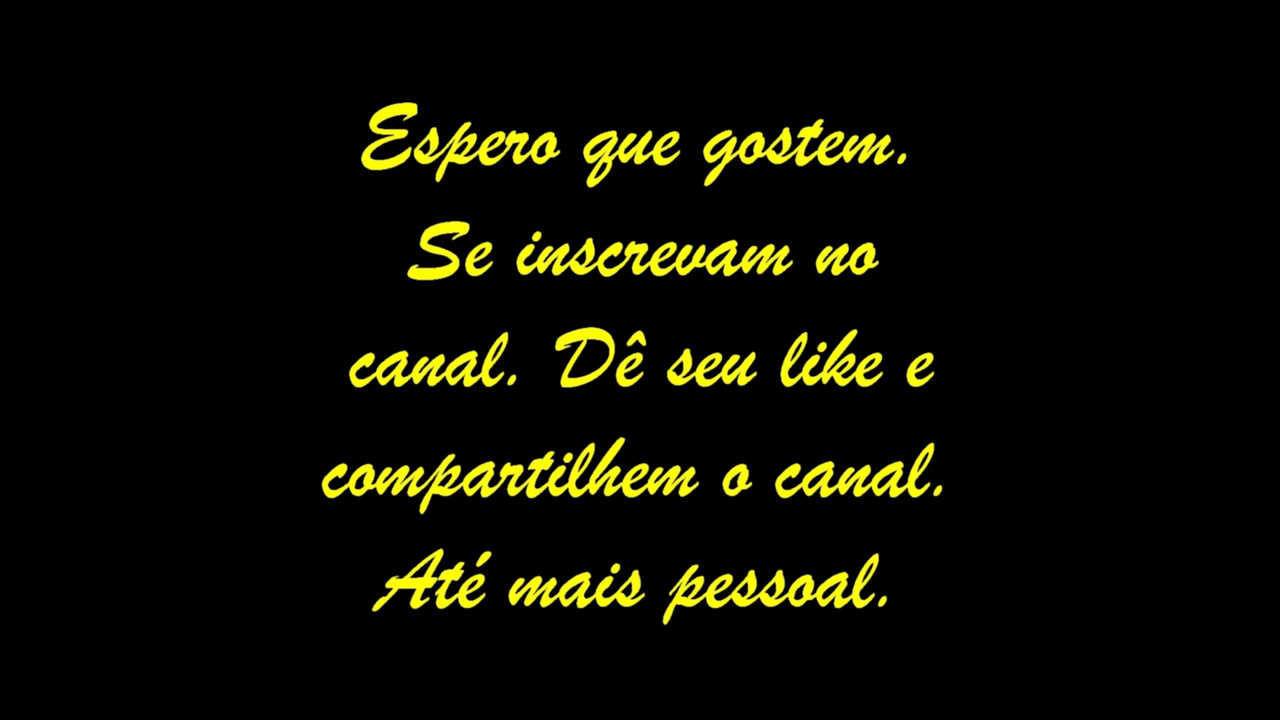 Espero que gostem.
Se inscrevam no
canal. Dê seu like e
compartilhem o canal.
Até mais pessoal.